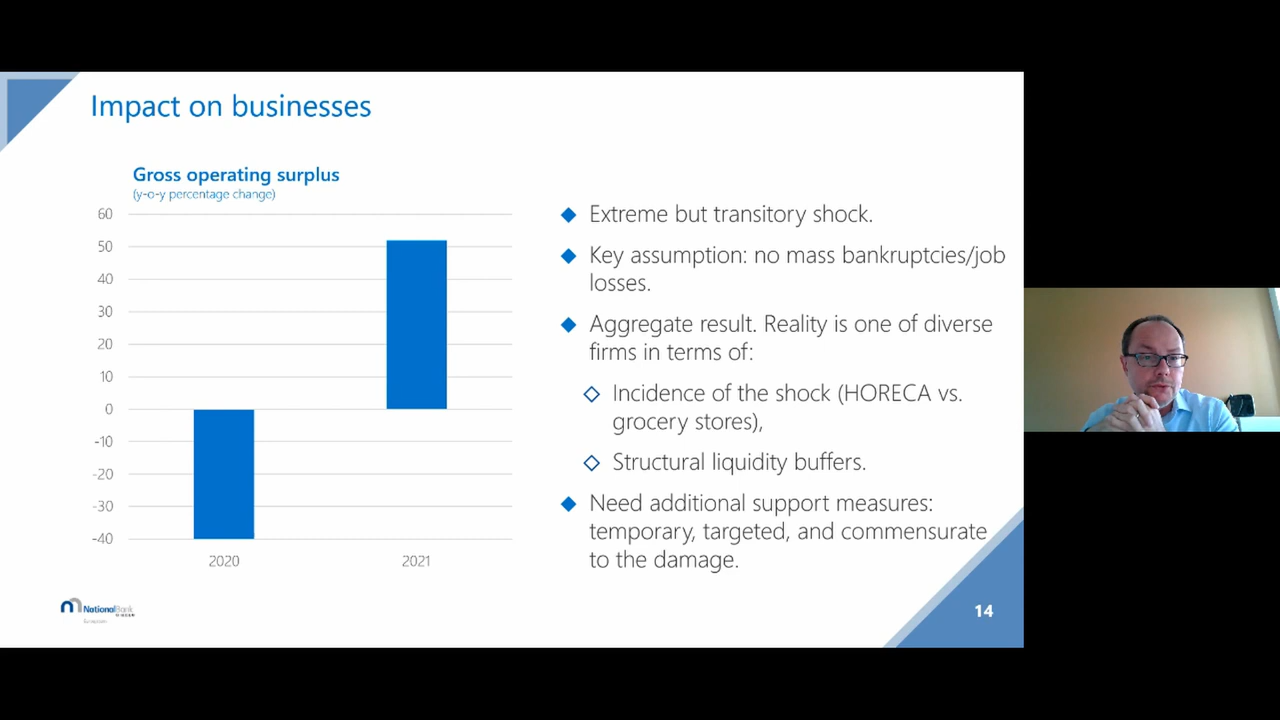 Impact on businesses
Gross operating surplus
(y-o-y percentage change)
60
50
40
30
20
10
0
-10
-20
-30
-40
2020
2021
Extreme but transitory shock.
Key assumption: no mass bankruptcies/job
losses.
Aggregate result. Reality is one of diverse
firms in terms of:
Incidence of the shock (HORECA vs.
grocery stores),
Structural liquidity buffers.
Need additional support measures:
temporary, targeted, and commensurate
to the damage.
NationalBank
14